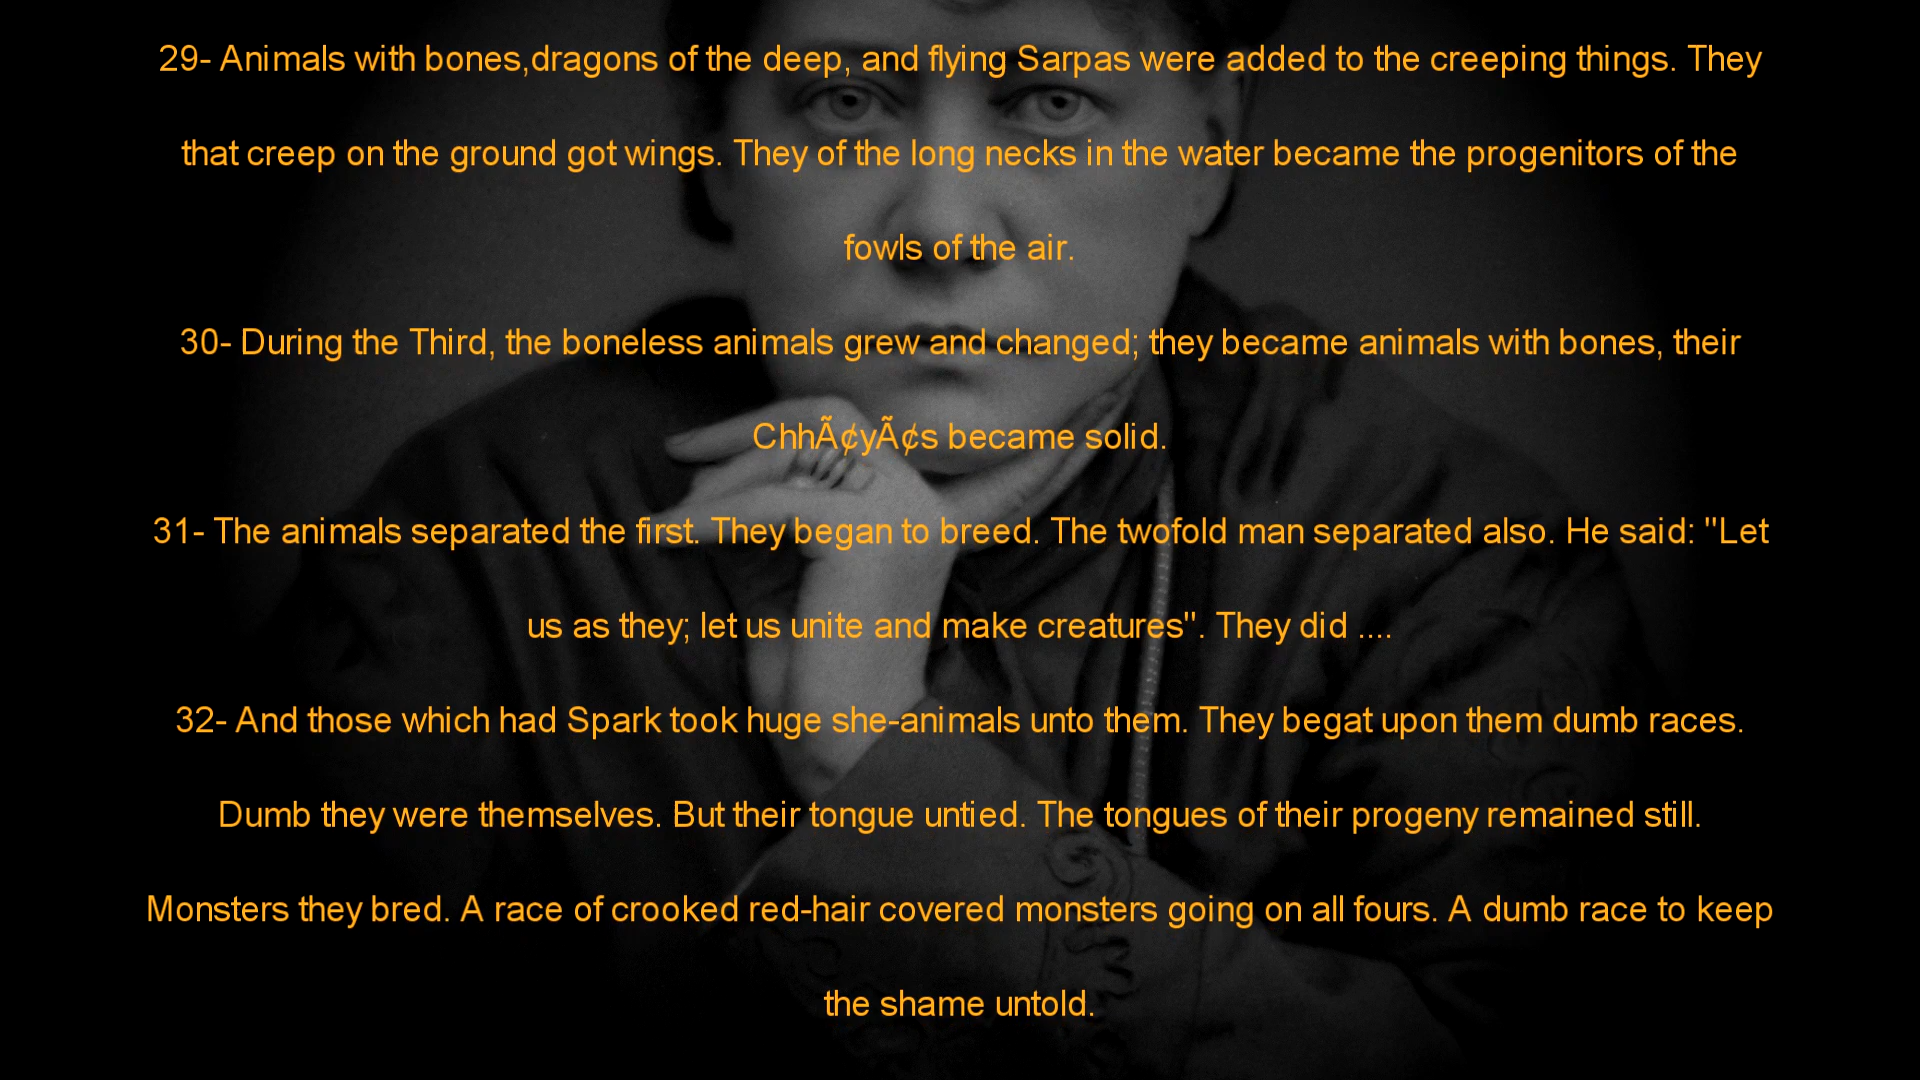 29- Animals with bones,dragons of the deep, and flying Sarpas were added to the creeping things. They
that creep on the ground got wings. They of the long necks in the water became the progenitors of the
fowls of the air.
30- During the Third, the boneless animals grew and changed; they became animals with bones, their
ChhÃ¢yÃ¢s became solid.
31- The animals separated the first. They began to breed. The twofold man separated also. He said: "Let
us as they; let us unite and make creatures". They did ....
32- And those which had Spark took huge she-animals unto them. They begat upon them dumb races.
Dumb they were themselves. But their tongue untied. The tongues of their progeny remained still.
Monsters they bred. A race of crooked red-hair covered monsters going on all fours. A dumb race to keep
the shame untold.